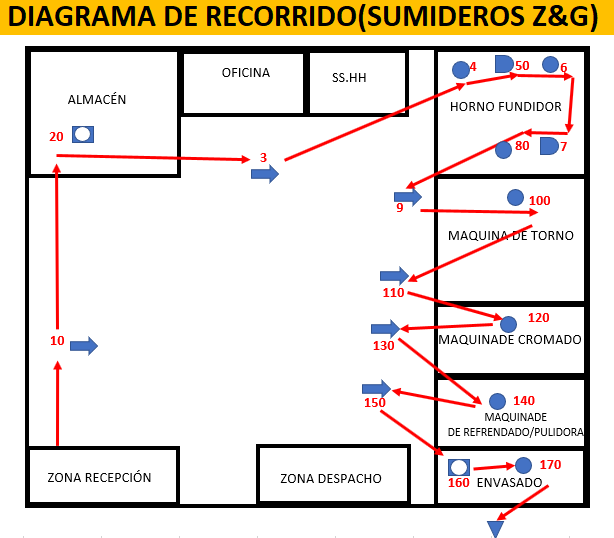 DIAGRAMA DE RECORRIDO(SUMIDEROS Z&G)
ALMACÉN
OFICINA
SS.HH
4
50
6
HORNO FUNDIDOR
20
3
80
7
9
100
MAQUINA DE TORNO
110
120
10
130
MAQUINADE CROMADO
150
140
MAQUINADE
DE REFRENDADO/PULIDORA
ZONA RECEPCIÓN
ZONA DESPACHO
160
170
ENVASADO